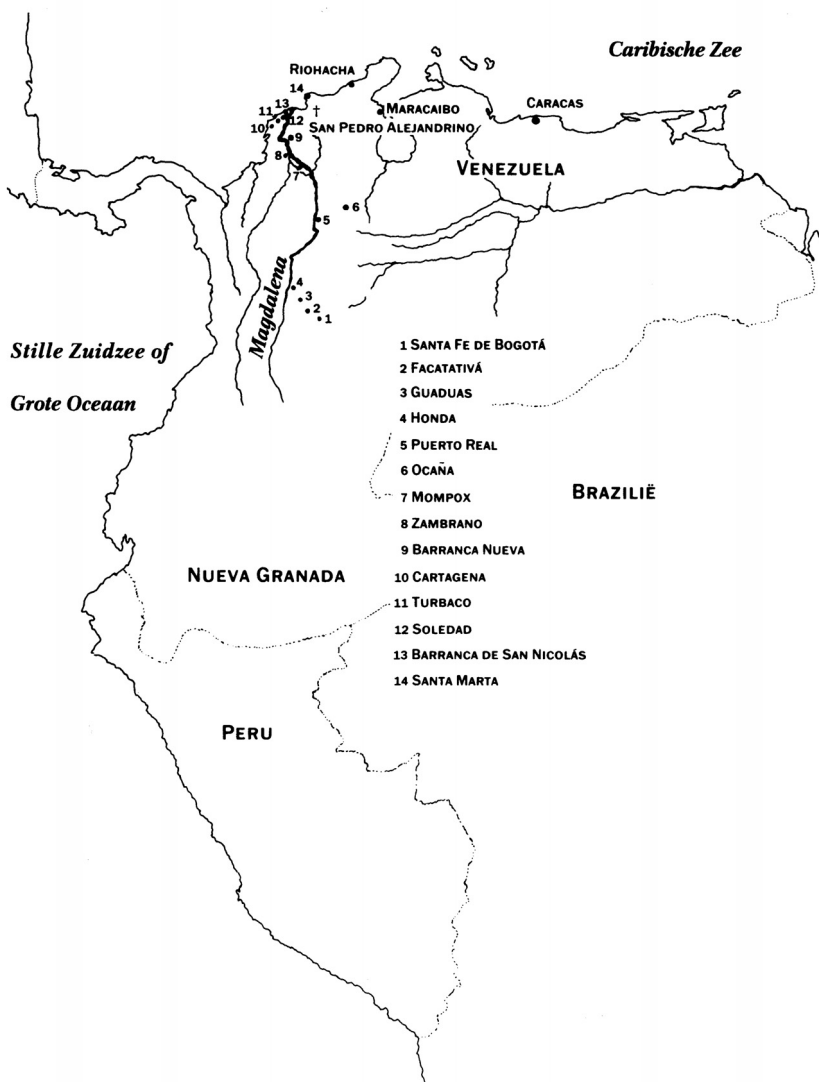 Caribische Zee
RIOHACHA
14
13
MARACAIBO
CARACAS
11
12
10
SAN PEDRO ALEJANDRINO
9
8
VENEZUELA
7
6
5
Magdalena
4
3
2
1
Stille Zuidzee of
Grote Oceaan
1 SANTA FE DE BOGOTÁ
2 FACATATIVÁ
3 GUADUAS
4 HONDA
5 PUERTO REAL
6 OCAÑA
7 MOMPOX
8 ZAMBRANO
9 BARRANCA NUEVA
10 CARTAGENA
11 TURBACO
12 SOLEDAD
13 BARRANCA DE SAN NICOLÁS
14 SANTA MARTA
BRAZILIË
NUEVA GRANADA
PERU